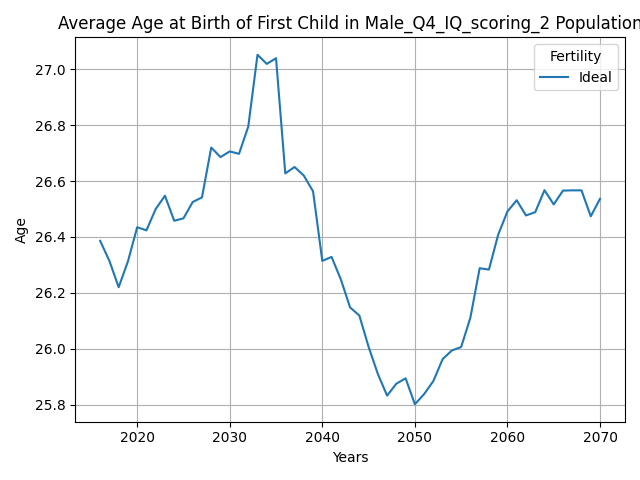 Average Age at Birth of First Child in Male_Q4_IQ_scoring_2 Population
Fertility
Ideal
27.0
26.8
26.6
26.4
26.2
26.0
25.8
Age
2020 2030 2040 2050 2060 2070
Years